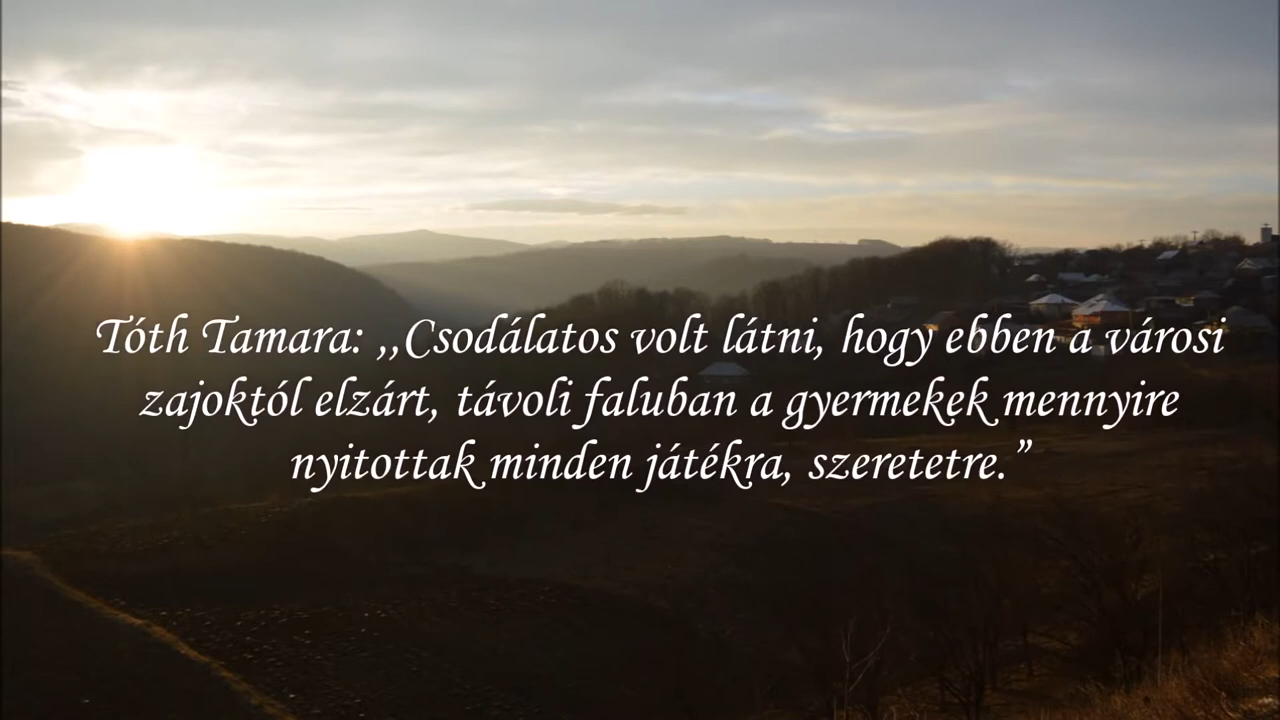 Tóth Tamara: ,,Csodálatos volt látni, hogy ebben a városi
zajoktól elzárt, távoli faluban a gyermekek mennyire
nyitottak minden játékra, szeretetre.”